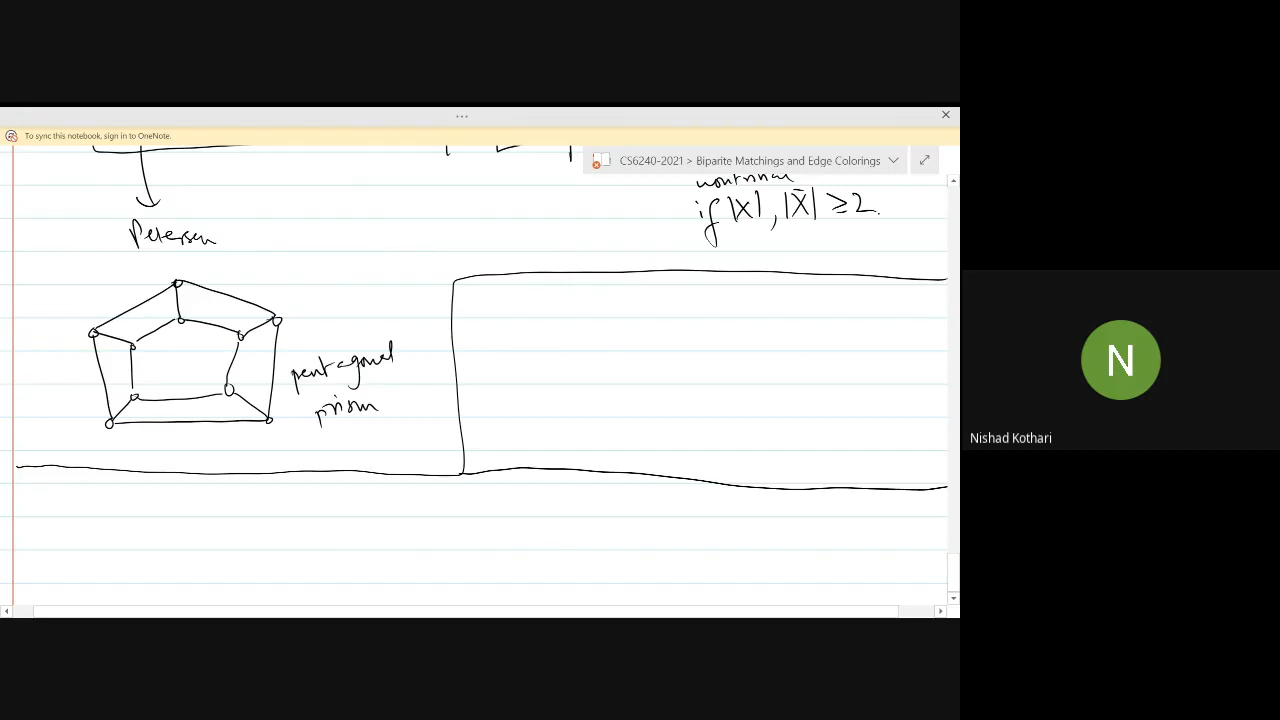 To sync this notebook, sign in to OneNote.
CS6240-2021 > Biparite Matchings and Edge Colorings
nontrivial
if |X|, |X̄| ≥ 2.
Petersen
pentagonal
prism
N
Nishad Kothari